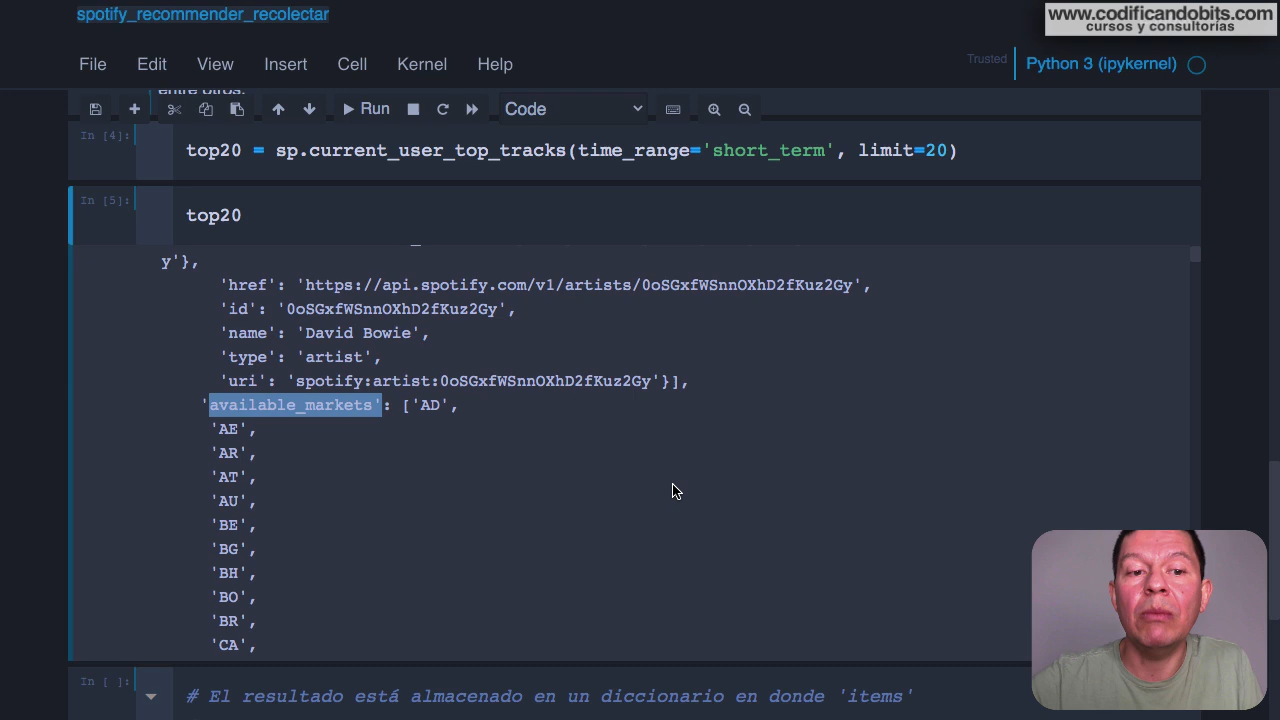 spotify_recommender_recolectar
www.codificandobits.com
cursos y consultorías
File Edit View Insert Cell Kernel Help
Trusted
Python 3 (ipykernel)
entre otros.
Run
Code
In [4]:
top20 = sp.current_user_top_tracks(time_range='short_term', limit=20)
In [5]:
top20
y'},
'href': 'https://api.spotify.com/v1/artists/0oSGxfWSnnOXhD2fKuz2Gy',
'id': '0oSGxfWSnnOXhD2fKuz2Gy',
'name': 'David Bowie',
'type': 'artist',
'uri': 'spotify:artist:0oSGxfWSnnOXhD2fKuz2Gy'}],
'available_markets': ['AD',
'AE',
'AR',
'AT',
'AU',
'BE',
'BG',
'BH',
'BO',
'BR',
'CA',
In [ ]:
# El resultado está almacenado en un diccionario en donde 'items'